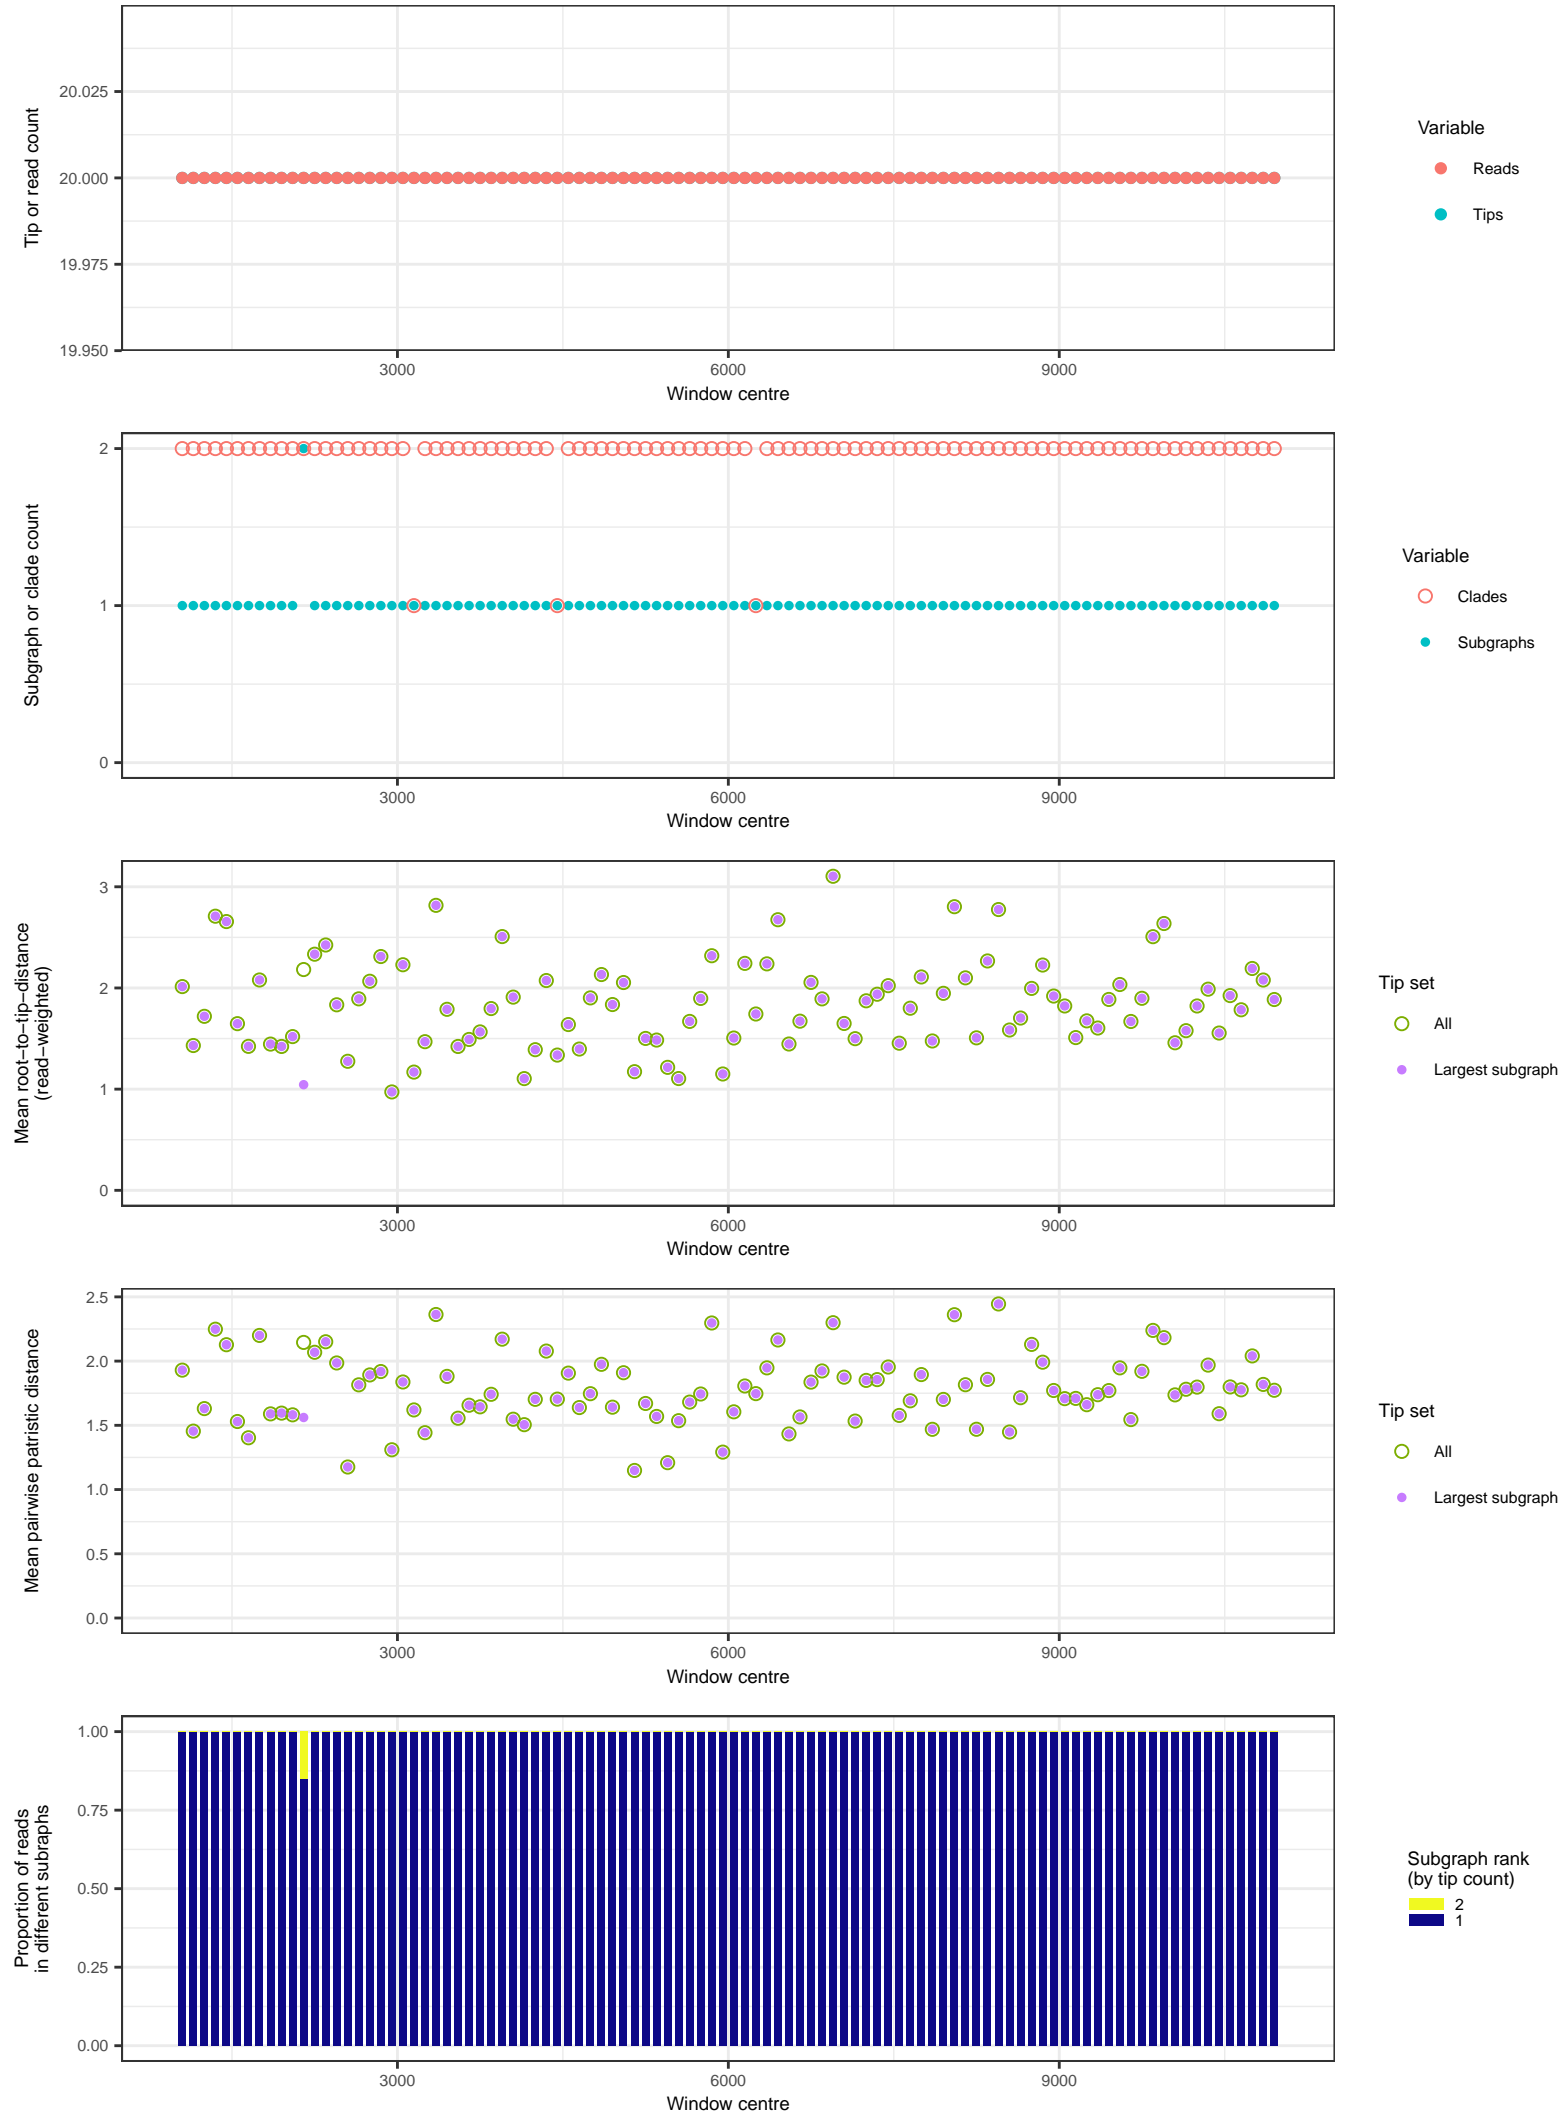 20.025
20.000
19.975
19.950
Tip or read count
3000
6000
9000
Window centre
Variable
Reads
Tips
2
1
0
Subgraph or clade count
3000
6000
9000
Window centre
Variable
Clades
Subgraphs
3
2
1
0
Mean root−to−tip−distance
(read−weighted)
3000
6000
9000
Window centre
Tip set
All
Largest subgraph
2.5
2.0
1.5
1.0
0.5
0.0
Mean pairwise patristic distance
3000
6000
9000
Window centre
Tip set
All
Largest subgraph
1.00
0.75
0.50
0.25
0.00
Proportion of reads
in different subraphs
3000
6000
9000
Window centre
Subgraph rank
(by tip count)
2
1